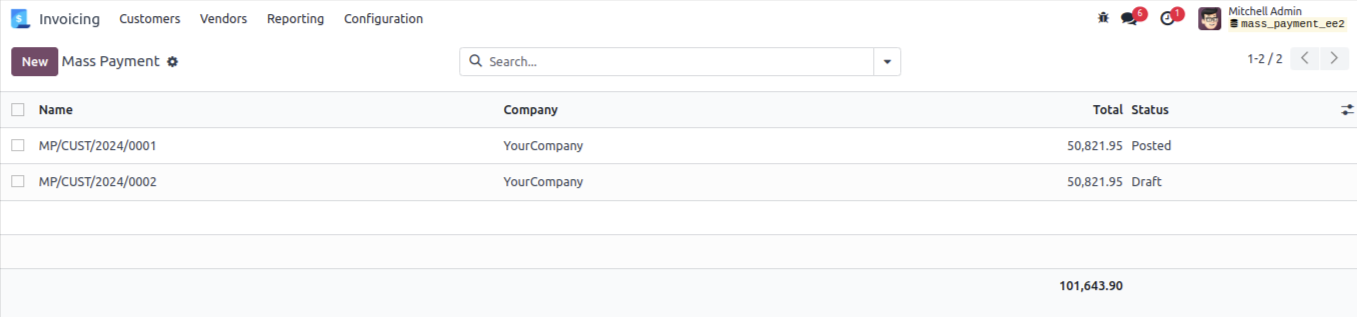 Invoicing Customers Vendors Reporting Configuration 6 1 Mitchell Admin
mass_payment_ee2
New Mass Payment Search... 1-2 / 2
Name Company Total Status
MP/CUST/2024/0001 YourCompany 50,821.95 Posted
MP/CUST/2024/0002 YourCompany 50,821.95 Draft
101,643.90